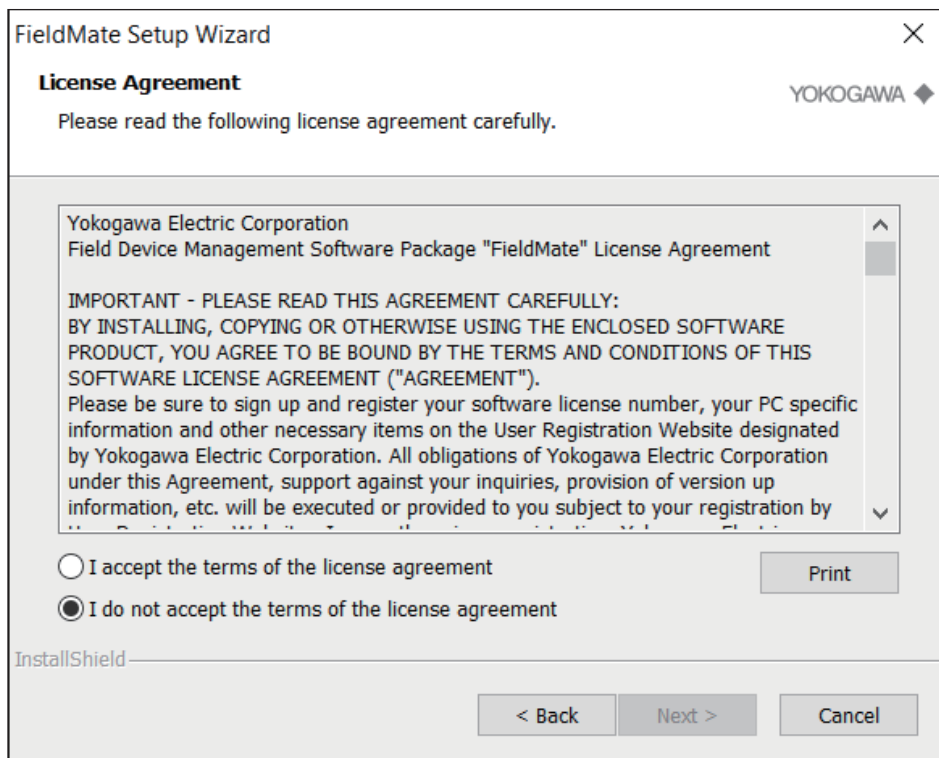 FieldMate Setup Wizard
License Agreement
YOKOGAWA
Please read the following license agreement carefully.
Yokogawa Electric Corporation
Field Device Management Software Package "FieldMate" License Agreement
IMPORTANT - PLEASE READ THIS AGREEMENT CAREFULLY:
BY INSTALLING, COPYING OR OTHERWISE USING THE ENCLOSED SOFTWARE
PRODUCT, YOU AGREE TO BE BOUND BY THE TERMS AND CONDITIONS OF THIS
SOFTWARE LICENSE AGREEMENT ("AGREEMENT").
Please be sure to sign up and register your software license number, your PC specific
information and other necessary items on the User Registration Website designated
by Yokogawa Electric Corporation. All obligations of Yokogawa Electric Corporation
under this Agreement, support against your inquiries, provision of version up
information, etc. will be executed or provided to you subject to your registration by
I accept the terms of the license agreement
Print
I do not accept the terms of the license agreement
InstallShield
< Back
Next >
Cancel